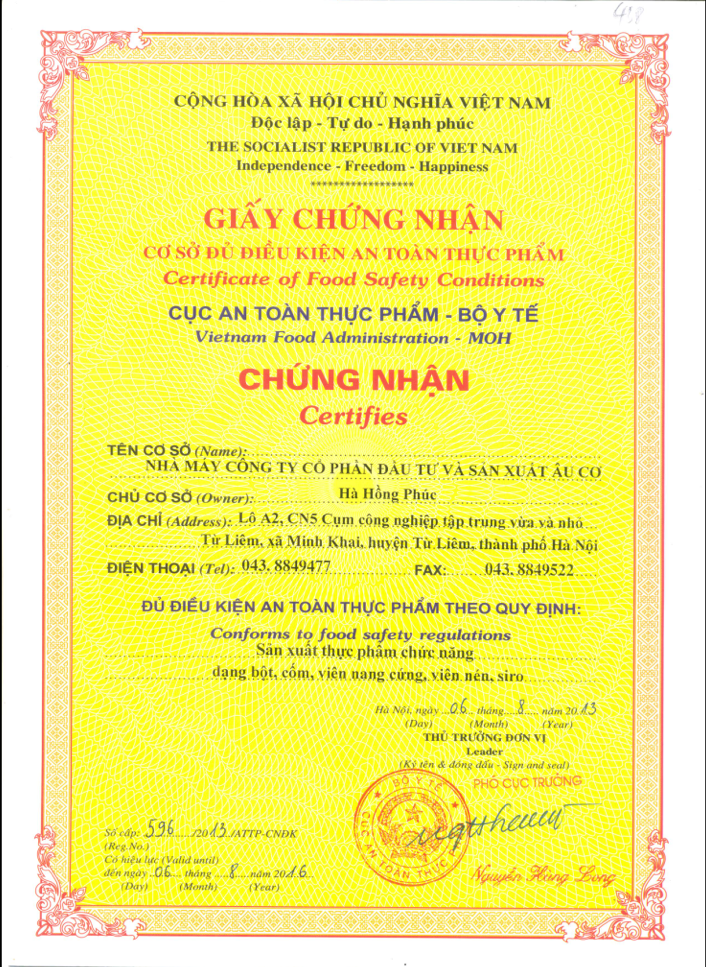 438
CỘNG HÒA XÃ HỘI CHỦ NGHĨA VIỆT NAM
Độc lập - Tự do - Hạnh phúc
THE SOCIALIST REPUBLIC OF VIET NAM
Independence - Freedom - Happiness
******************
GIẤY CHỨNG NHẬN
CƠ SỞ ĐỦ ĐIỀU KIỆN AN TOÀN THỰC PHẨM
Certificate of Food Safety Conditions
CỤC AN TOÀN THỰC PHẨM - BỘ Y TẾ
Vietnam Food Administration - MOH
CHỨNG NHẬN
Certifies
TÊN CƠ SỞ (Name):
NHÀ MÁY CÔNG TY CỔ PHẦN ĐẦU TƯ VÀ SẢN XUẤT ÂU CƠ
CHỦ CƠ SỞ (Owner): Hà Hồng Phúc
ĐỊA CHỈ (Address): Lô A2, CN5 Cụm công nghiệp tập trung vừa và nhỏ
Từ Liêm, xã Minh Khai, huyện Từ Liêm, thành phố Hà Nội
ĐIỆN THOẠI (Tel): 043. 8849477 FAX: 043. 8849522
ĐỦ ĐIỀU KIỆN AN TOÀN THỰC PHẨM THEO QUY ĐỊNH:
Conforms to food safety regulations
Sản xuất thực phẩm chức năng
dạng bột, cốm, viên nang cứng, viên nén, siro
Hà Nội, ngày 06 tháng 8 năm 2013
(Day) (Month) (Year)
THỦ TRƯỞNG ĐƠN VỊ
Leader
(Ký tên & đóng dấu - Sign and seal)
PHÓ CỤC TRƯỞNG
BỘ Y TẾ
CỤC AN TOÀN THỰC P
Số cấp: 596 /2013/ATTP-CNĐK
(Reg.No.)
Có hiệu lực (Valid until)
đến ngày 06 tháng 8 năm 2016
(Day) (Month) (Year)
Nguyễn Hùng Long